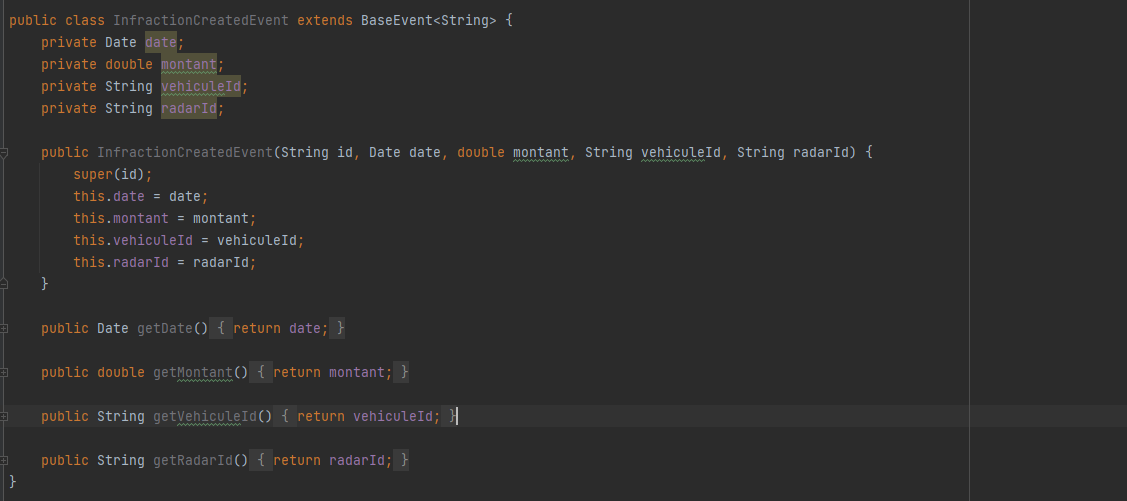 public class InfractionCreatedEvent extends BaseEvent<String> {
    private Date date;
    private double montant;
    private String vehiculeId;
    private String radarId;
    public InfractionCreatedEvent(String id, Date date, double montant, String vehiculeId, String radarId) {
        super(id);
        this.date = date;
        this.montant = montant;
        this.vehiculeId = vehiculeId;
        this.radarId = radarId;
    }
    public Date getDate() { return date; }
    public double getMontant() { return montant; }
    public String getVehiculeId() { return vehiculeId; }
    public String getRadarId() { return radarId; }
}